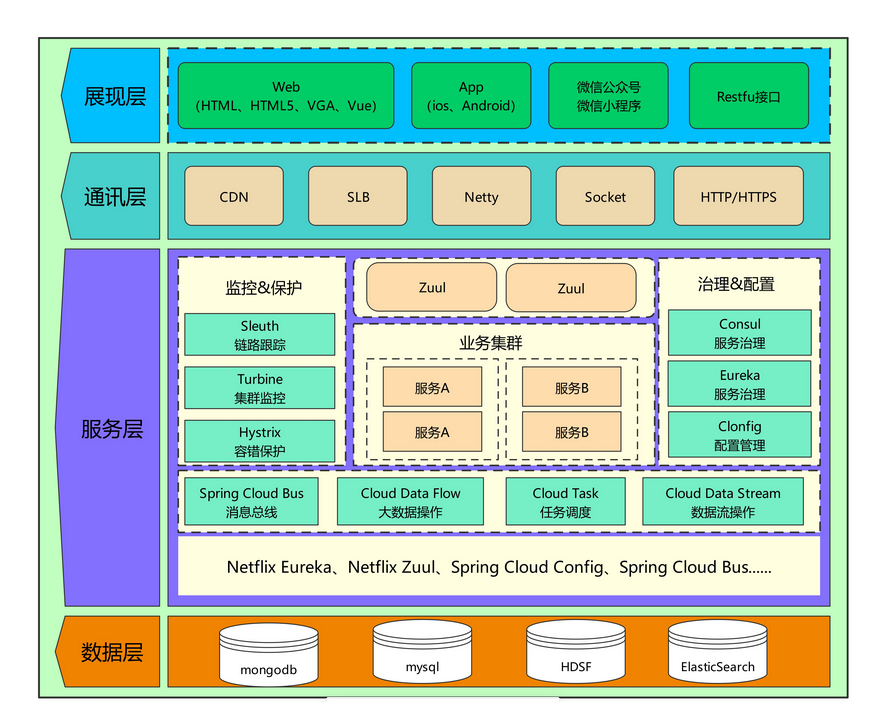 展现层
Web
(HTML、HTML5、VGA、Vue)
App
(ios、Android)
微信公众号
微信小程序
Restfu接口
通讯层
CDN
SLB
Netty
Socket
HTTP/HTTPS
服务层
监控&保护
Sleuth
链路跟踪
Turbine
集群监控
Hystrix
容错保护
Zuul
Zuul
业务集群
服务A
服务B
服务A
服务B
治理&配置
Consul
服务治理
Eureka
服务治理
Clonfig
配置管理
Spring Cloud Bus
消息总线
Cloud Data Flow
大数据操作
Cloud Task
任务调度
Cloud Data Stream
数据流操作
Netflix Eureka、Netflix Zuul、Spring Cloud Config、Spring Cloud Bus......
数据层
mongodb
mysql
HDSF
ElasticSearch